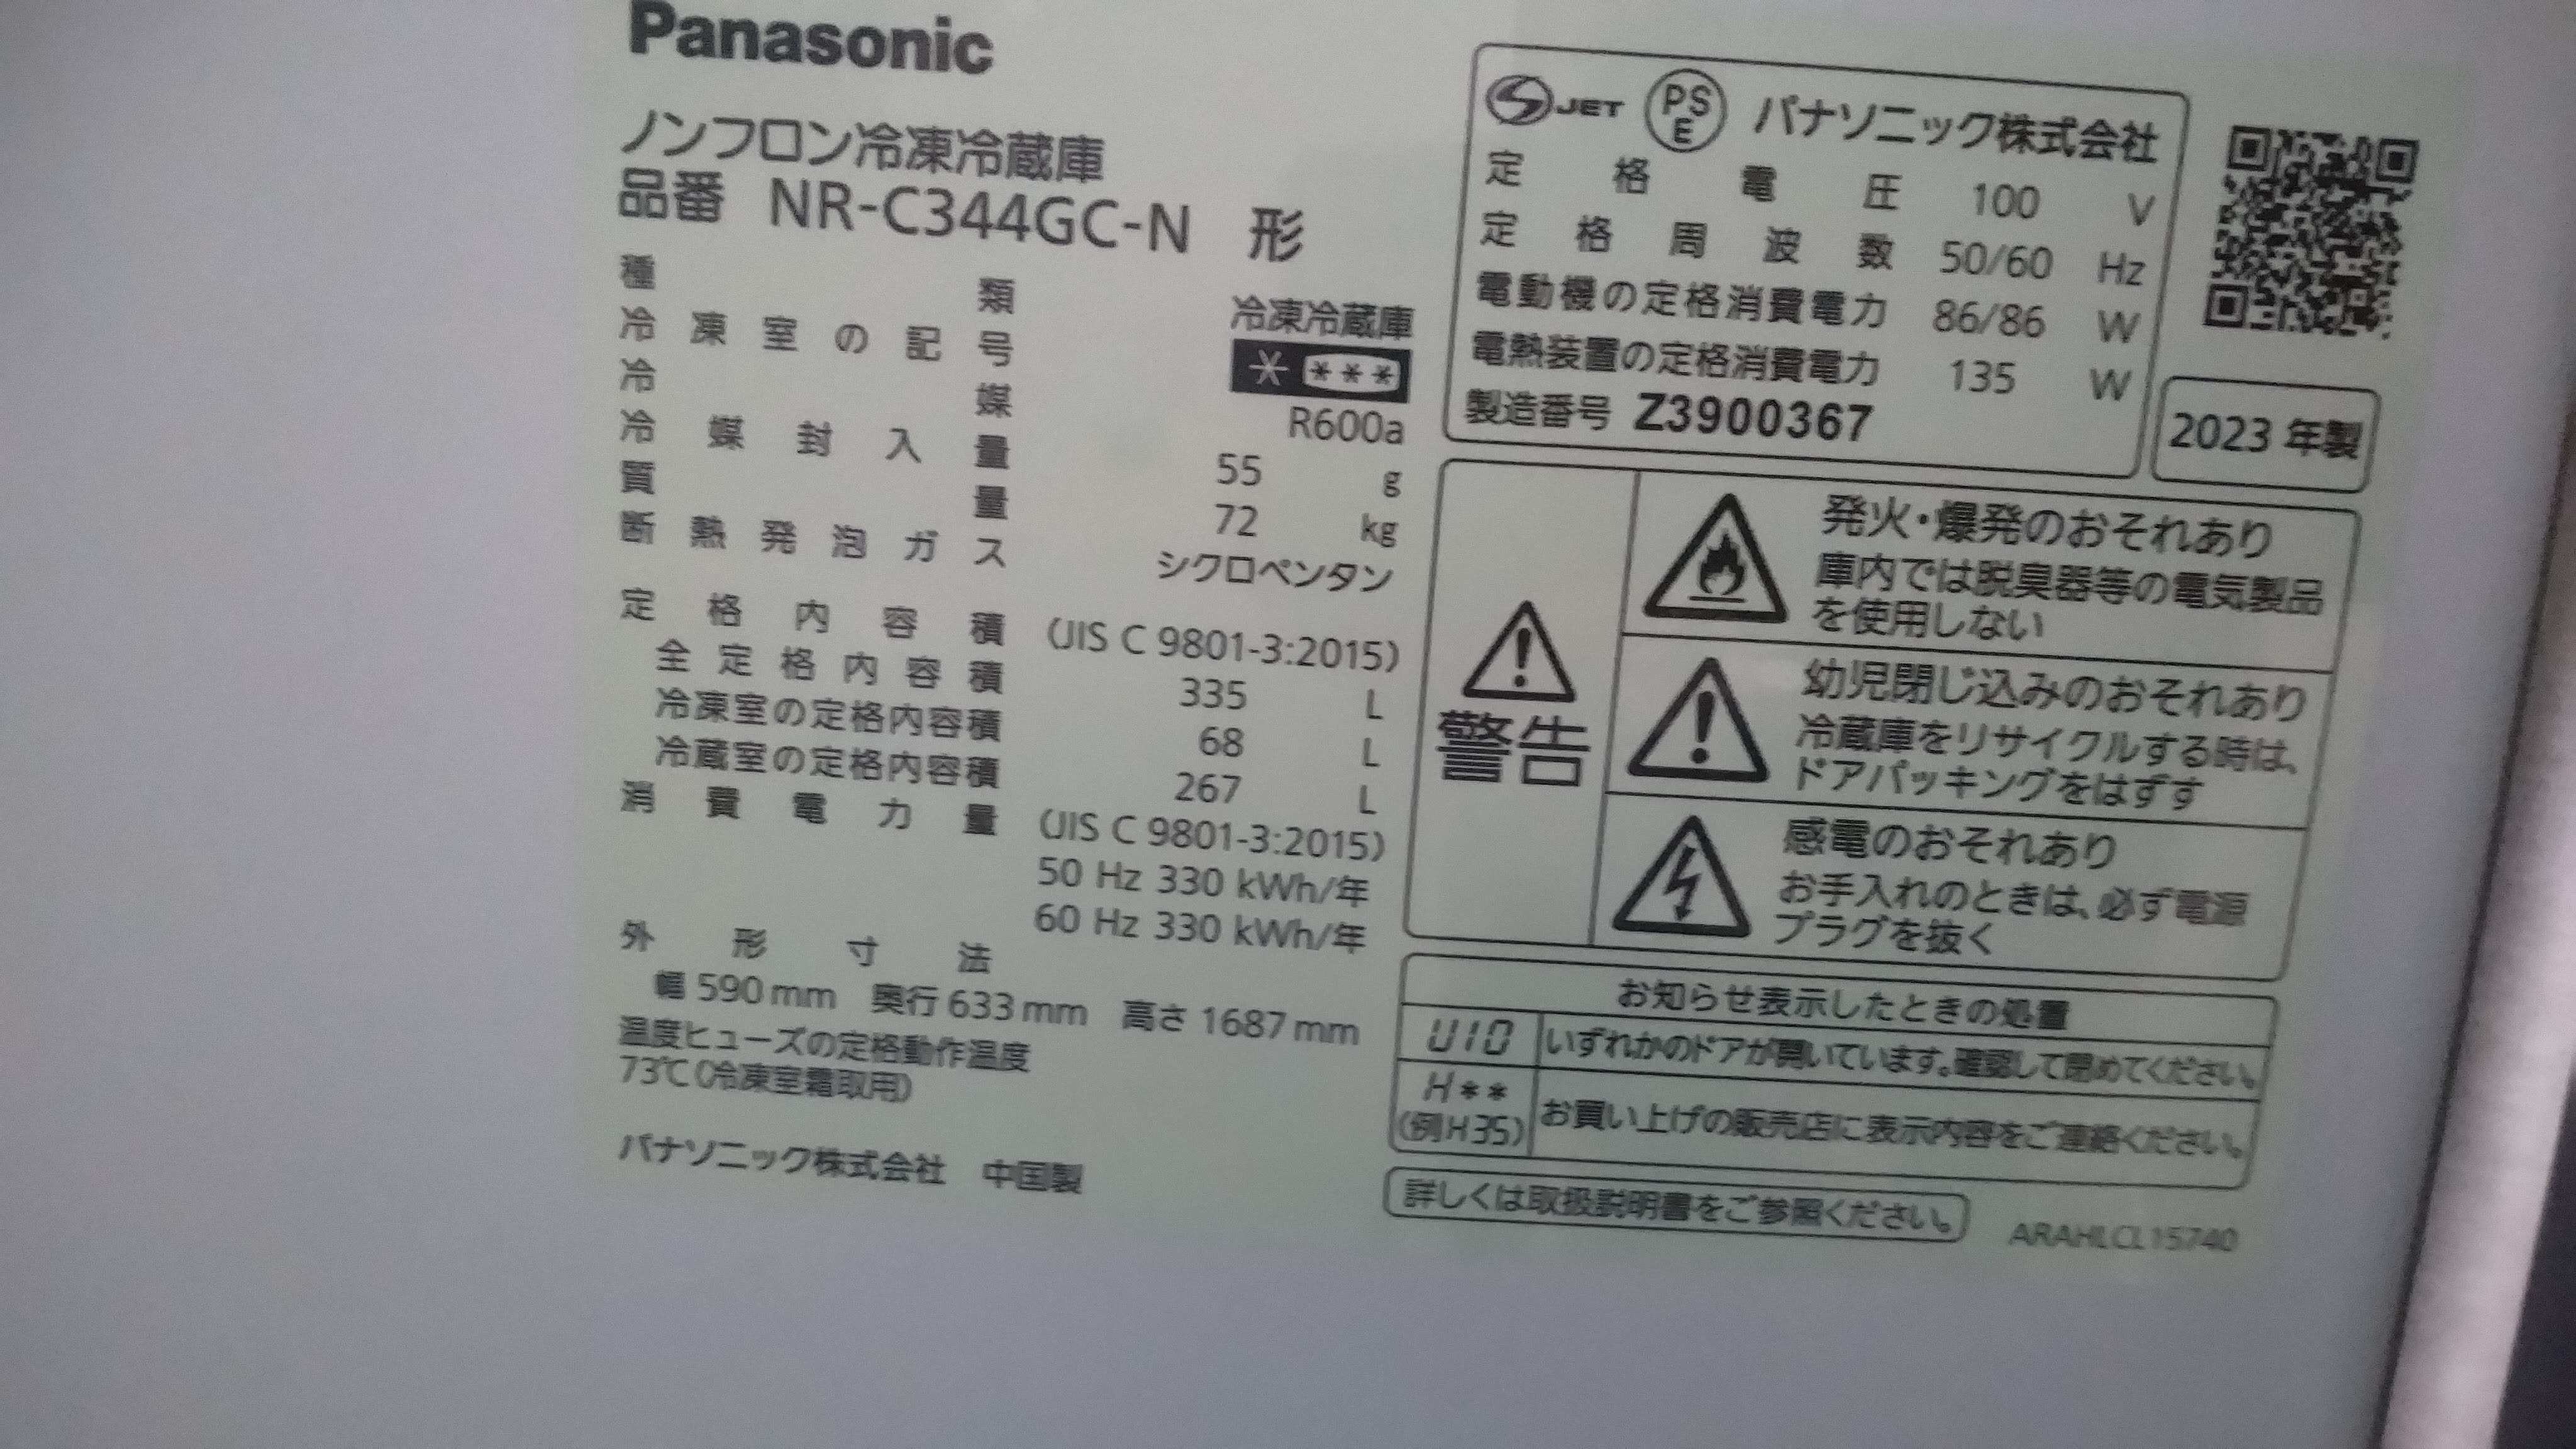 Panasonic
ノンフロン冷凍冷蔵庫
品番 NR-C344GC-N 形
種類 冷凍冷蔵庫
冷凍室の記号 * ***
冷媒 R600a
冷媒封入量 55 g
質量 72 kg
断熱発泡ガス シクロペンタン
定格内容積 (JIS C 9801-3:2015)
全定格内容積 335 L
冷凍室の定格内容積 68 L
冷蔵室の定格内容積 267 L
消費電力量 (JIS C 9801-3:2015)
50 Hz 330 kWh/年
60 Hz 330 kWh/年
外形寸法
幅 590 mm 奥行 633 mm 高さ 1687 mm
温度ヒューズの定格動作温度
73℃(冷凍室霜取用)
パナソニック株式会社 中国製
JET PSE パナソニック株式会社
定格電圧 100 V
定格周波数 50/60 Hz
電動機の定格消費電力 86/86 W
電熱装置の定格消費電力 135 W
製造番号 Z3900367
2023 年製
警告
発火・爆発のおそれあり
庫内では脱臭器等の電気製品
を使用しない
幼児閉じ込みのおそれあり
冷蔵庫をリサイクルする時は、
ドアパッキングをはずす
感電のおそれあり
お手入れのときは、必ず電源
プラグを抜く
お知らせ表示したときの処置
U10 いずれかのドアが開いています。確認して閉めてください。
H**
(例H35) お買い上げの販売店に表示内容をご連絡ください。
詳しくは取扱説明書をご参照ください。
ARAHLCL15740